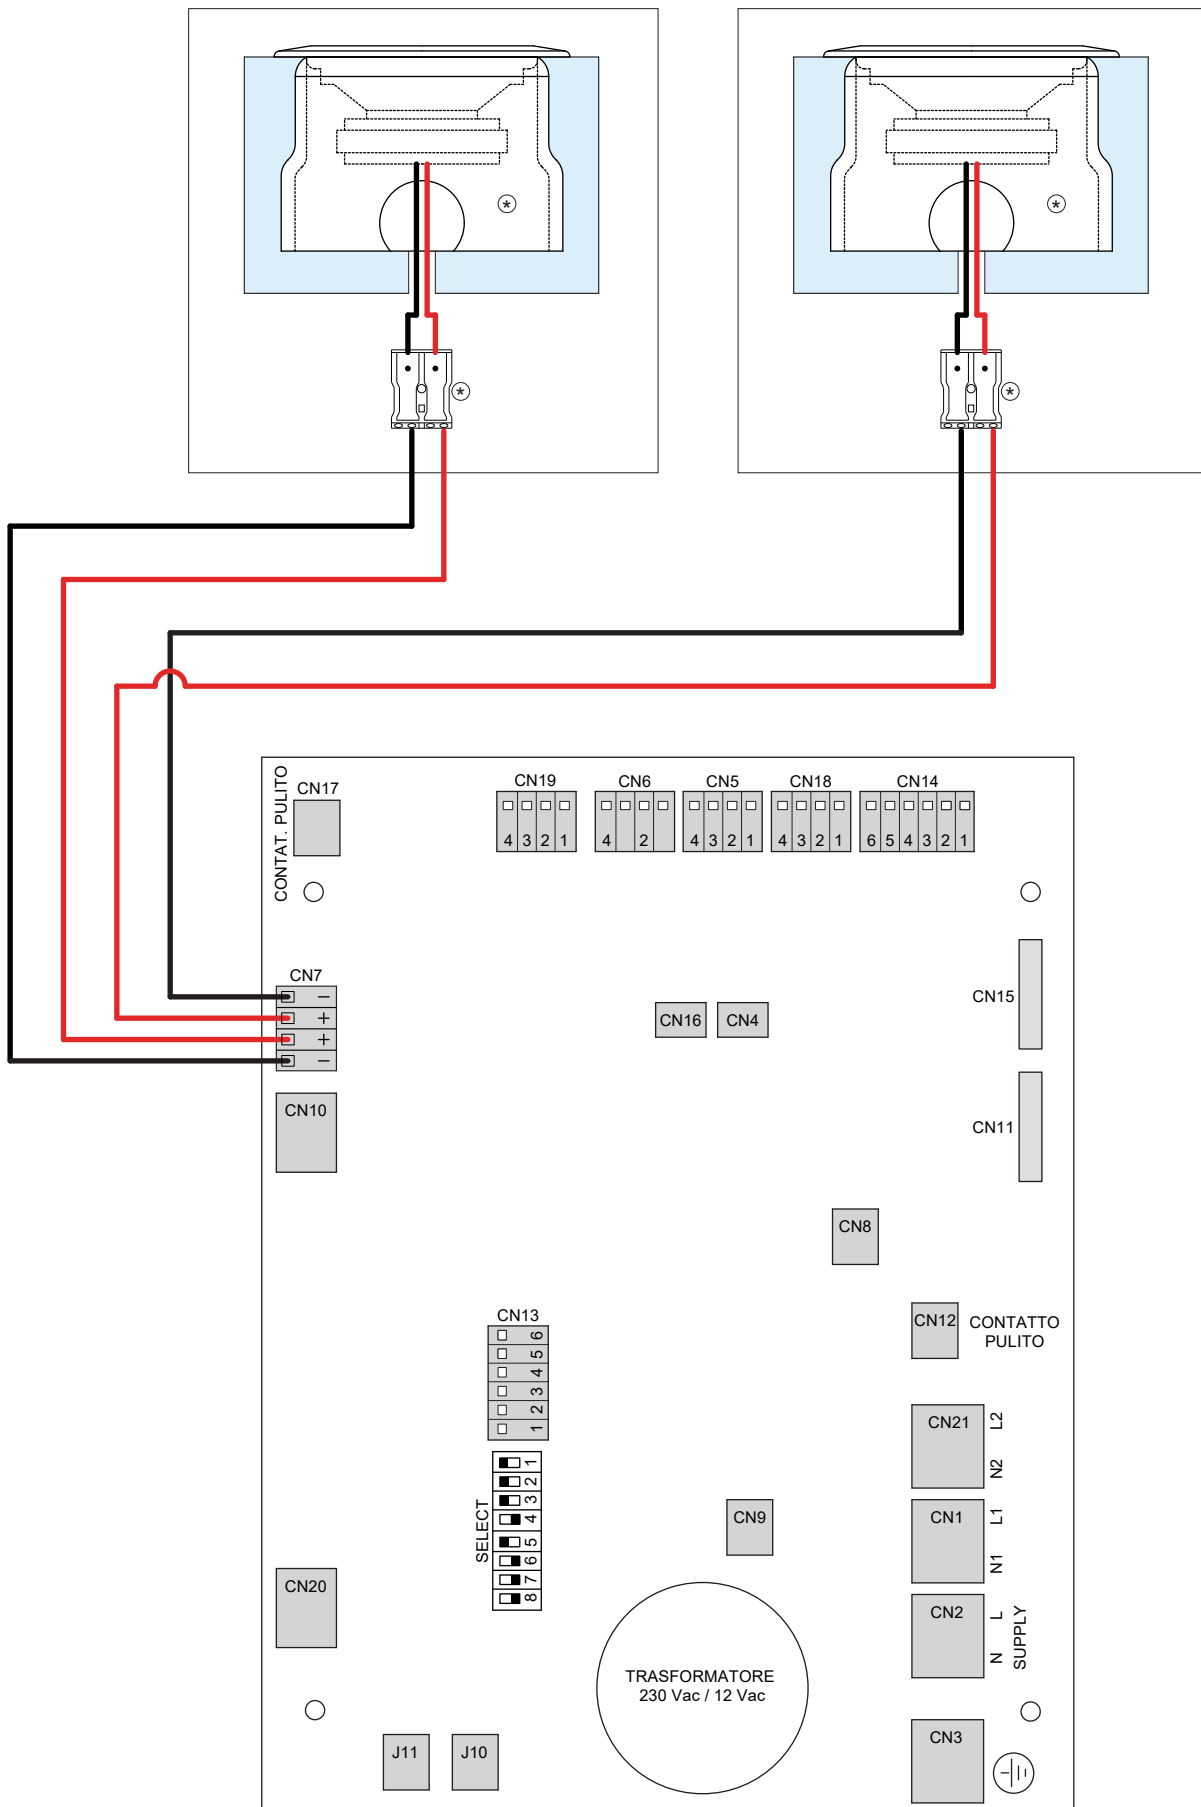 CONTAT. PULITO
CN17
CN19
4 3 2 1
CN6
4 2
CN5
4 3 2 1
CN18
4 3 2 1
CN14
6 5 4 3 2 1
CN7
−
+
+
−
CN16
CN4
CN15
CN10
CN11
CN8
CN12
CONTATTO
PULITO
CN13
6
5
4
3
2
1
SELECT
1
2
3
4
5
6
7
8
CN21
L2
N2
CN9
CN1
L1
N1
CN20
CN2
L
N
SUPPLY
TRASFORMATORE
230 Vac / 12 Vac
J11
J10
CN3